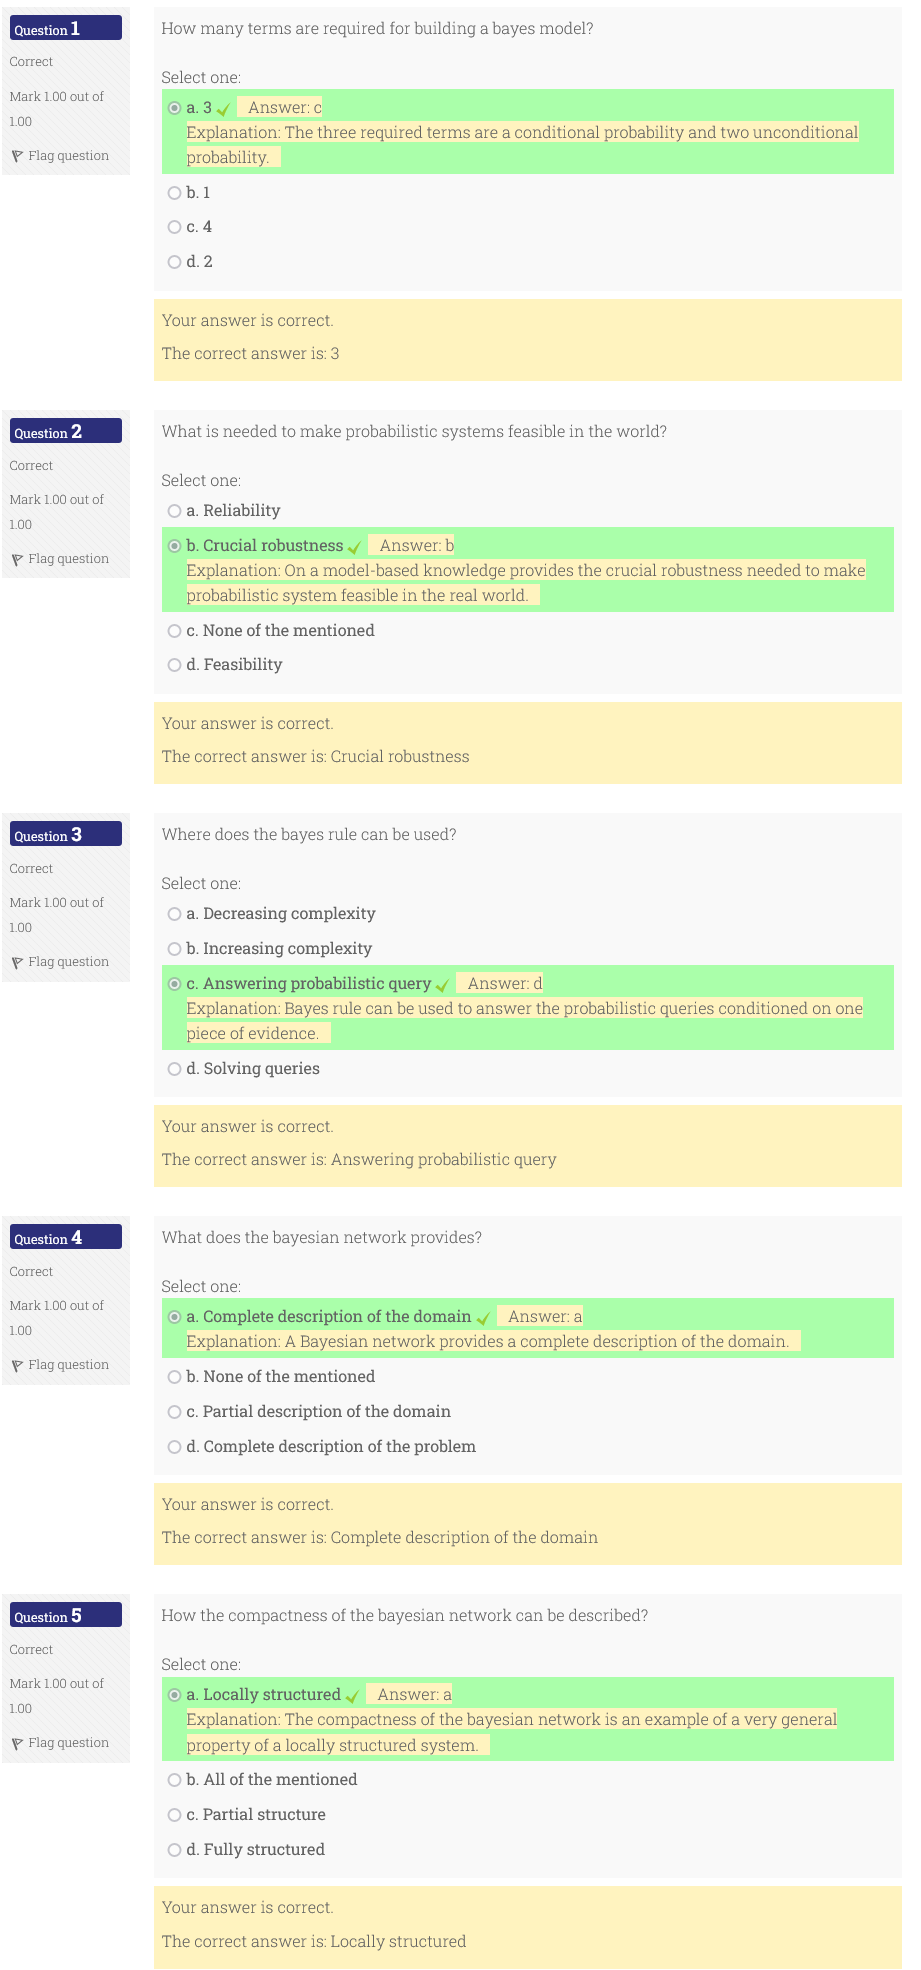 Question 1
Correct
Mark 1.00 out of
1.00
Flag question
How many terms are required for building a bayes model?
Select one:
a. 3 Answer: c
Explanation: The three required terms are a conditional probability and two unconditional
probability.
b. 1
c. 4
d. 2
Your answer is correct.
The correct answer is: 3
Question 2
Correct
Mark 1.00 out of
1.00
Flag question
What is needed to make probabilistic systems feasible in the world?
Select one:
a. Reliability
b. Crucial robustness Answer: b
Explanation: On a model-based knowledge provides the crucial robustness needed to make
probabilistic system feasible in the real world.
c. None of the mentioned
d. Feasibility
Your answer is correct.
The correct answer is: Crucial robustness
Question 3
Correct
Mark 1.00 out of
1.00
Flag question
Where does the bayes rule can be used?
Select one:
a. Decreasing complexity
b. Increasing complexity
c. Answering probabilistic query Answer: d
Explanation: Bayes rule can be used to answer the probabilistic queries conditioned on one
piece of evidence.
d. Solving queries
Your answer is correct.
The correct answer is: Answering probabilistic query
Question 4
Correct
Mark 1.00 out of
1.00
Flag question
What does the bayesian network provides?
Select one:
a. Complete description of the domain Answer: a
Explanation: A Bayesian network provides a complete description of the domain.
b. None of the mentioned
c. Partial description of the domain
d. Complete description of the problem
Your answer is correct.
The correct answer is: Complete description of the domain
Question 5
Correct
Mark 1.00 out of
1.00
Flag question
How the compactness of the bayesian network can be described?
Select one:
a. Locally structured Answer: a
Explanation: The compactness of the bayesian network is an example of a very general
property of a locally structured system.
b. All of the mentioned
c. Partial structure
d. Fully structured
Your answer is correct.
The correct answer is: Locally structured